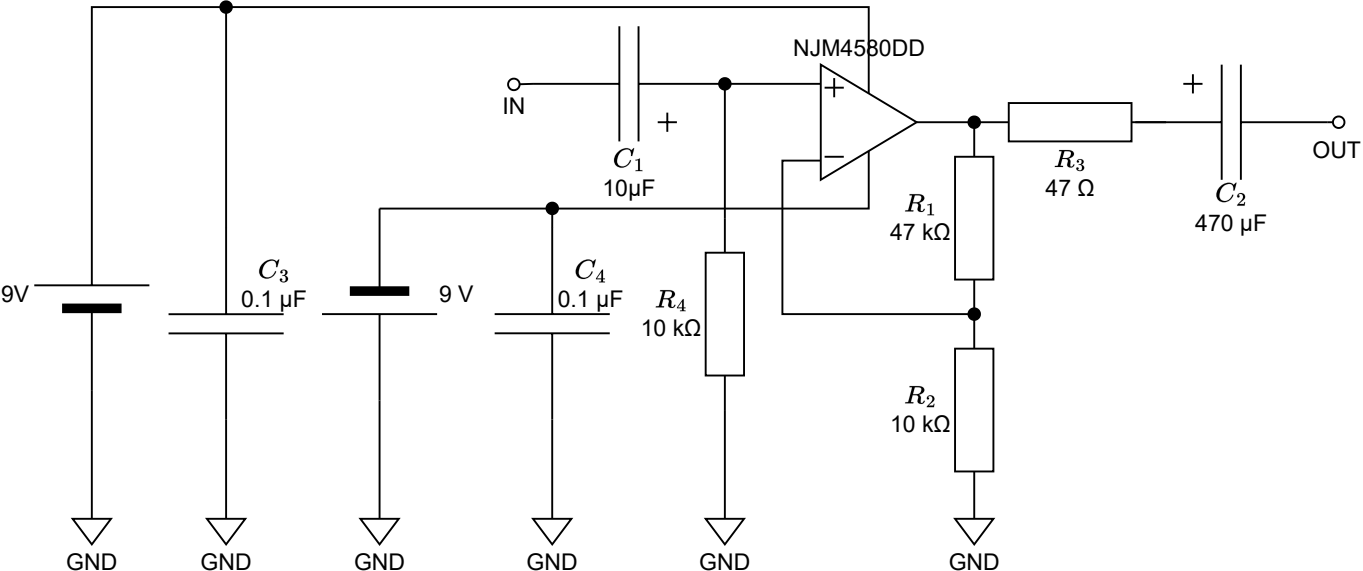 NJM4580DD
+
IN
+
C₁
10µF
−
+
OUT
R₃
47 Ω
C₂
470 µF
R₁
47 kΩ
9V
C₃
0.1 µF
9 V
C₄
0.1 µF
R₄
10 kΩ
R₂
10 kΩ
GND
GND
GND
GND
GND
GND